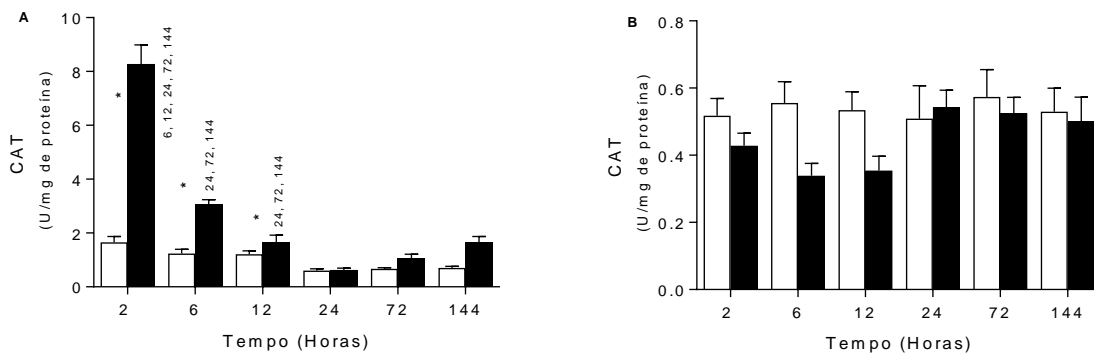 A
10
8
6
4
2
0
CAT
(U/mg de proteína)
*
6, 12, 24, 72, 144
*
24, 72, 144
*
24, 72, 144
2 6 12 24 72 144
Tempo (Horas)
B
0.8
0.6
0.4
0.2
0.0
CAT
(U/mg de proteína)
2 6 12 24 72 144
Tempo (Horas)